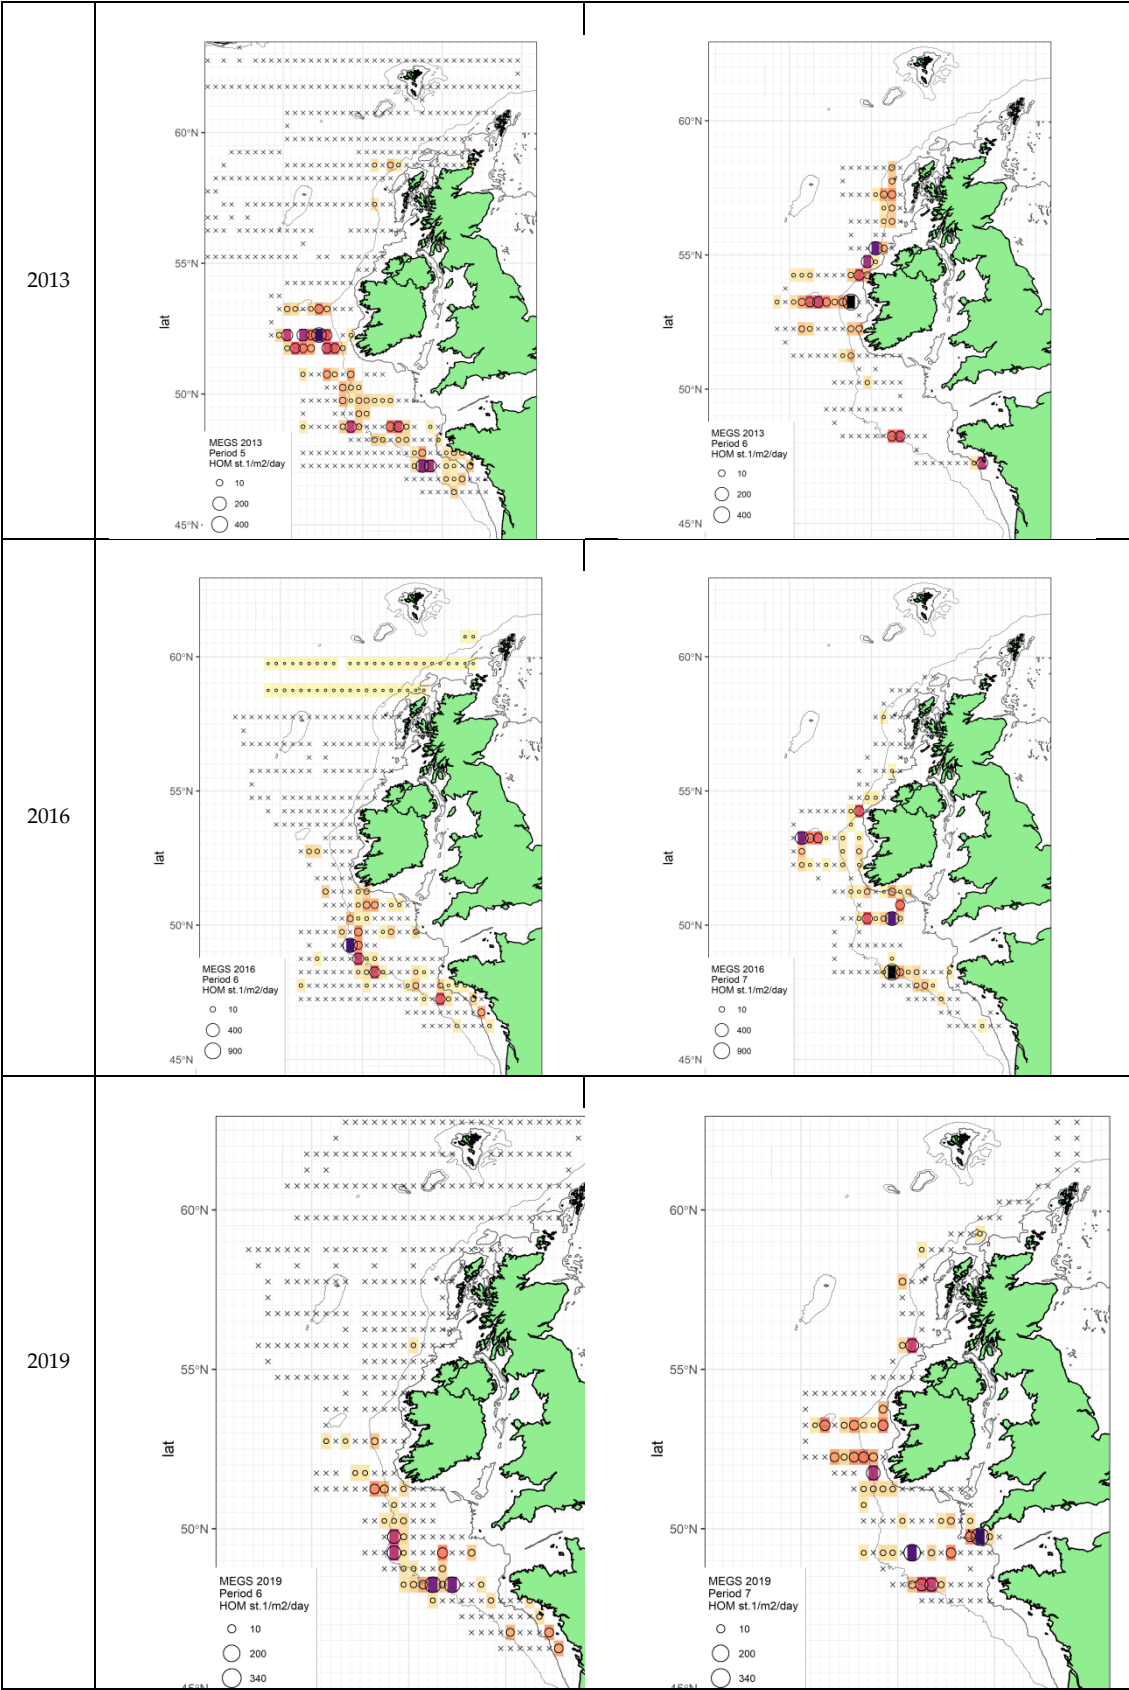 2013
60°N
55°N
lat
50°N
MEGS 2013
Period 5
HOM st.1/m2/day
10
200
400
45°N
60°N
55°N
lat
50°N
MEGS 2013
Period 6
HOM st.1/m2/day
10
200
400
45°N
2016
60°N
55°N
lat
50°N
MEGS 2016
Period 6
HOM st.1/m2/day
10
400
900
45°N
60°N
55°N
lat
50°N
MEGS 2016
Period 7
HOM st.1/m2/day
10
400
900
45°N
2019
60°N
55°N
lat
50°N
MEGS 2019
Period 6
HOM st.1/m2/day
10
200
340
45°N
60°N
55°N
lat
50°N
MEGS 2019
Period 7
HOM st.1/m2/day
10
200
340
45°N